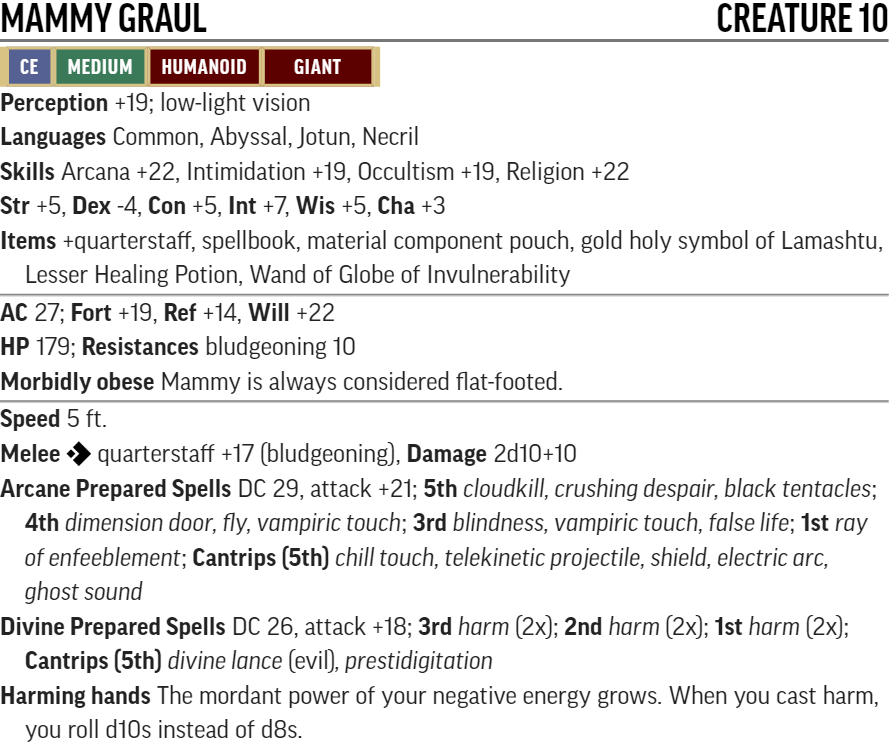 MAMMY GRAUL CREATURE 10
CE MEDIUM HUMANOID GIANT
Perception +19; low-light vision
Languages Common, Abyssal, Jotun, Necril
Skills Arcana +22, Intimidation +19, Occultism +19, Religion +22
Str +5, Dex -4, Con +5, Int +7, Wis +5, Cha +3
Items +quarterstaff, spellbook, material component pouch, gold holy symbol of Lamashtu,
Lesser Healing Potion, Wand of Globe of Invulnerability
AC 27; Fort +19, Ref +14, Will +22
HP 179; Resistances bludgeoning 10
Morbidly obese Mammy is always considered flat-footed.
Speed 5 ft.
Melee quarterstaff +17 (bludgeoning), Damage 2d10+10
Arcane Prepared Spells DC 29, attack +21; 5th cloudkill, crushing despair, black tentacles;
4th dimension door, fly, vampiric touch; 3rd blindness, vampiric touch, false life; 1st ray
of enfeeblement; Cantrips (5th) chill touch, telekinetic projectile, shield, electric arc,
ghost sound
Divine Prepared Spells DC 26, attack +18; 3rd harm (2x); 2nd harm (2x); 1st harm (2x);
Cantrips (5th) divine lance (evil), prestidigitation
Harming hands The mordant power of your negative energy grows. When you cast harm,
you roll d10s instead of d8s.